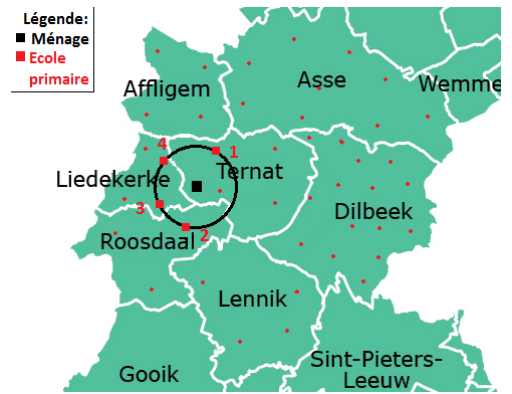 Légende:
Ménage
Ecole
primaire
Affligem
Asse
Wemme
4
1
Liedekerke
Ternat
3
2
Dilbeek
Roosdaal
Lennik
Gooik
Sint-Pieters-
Leeuw